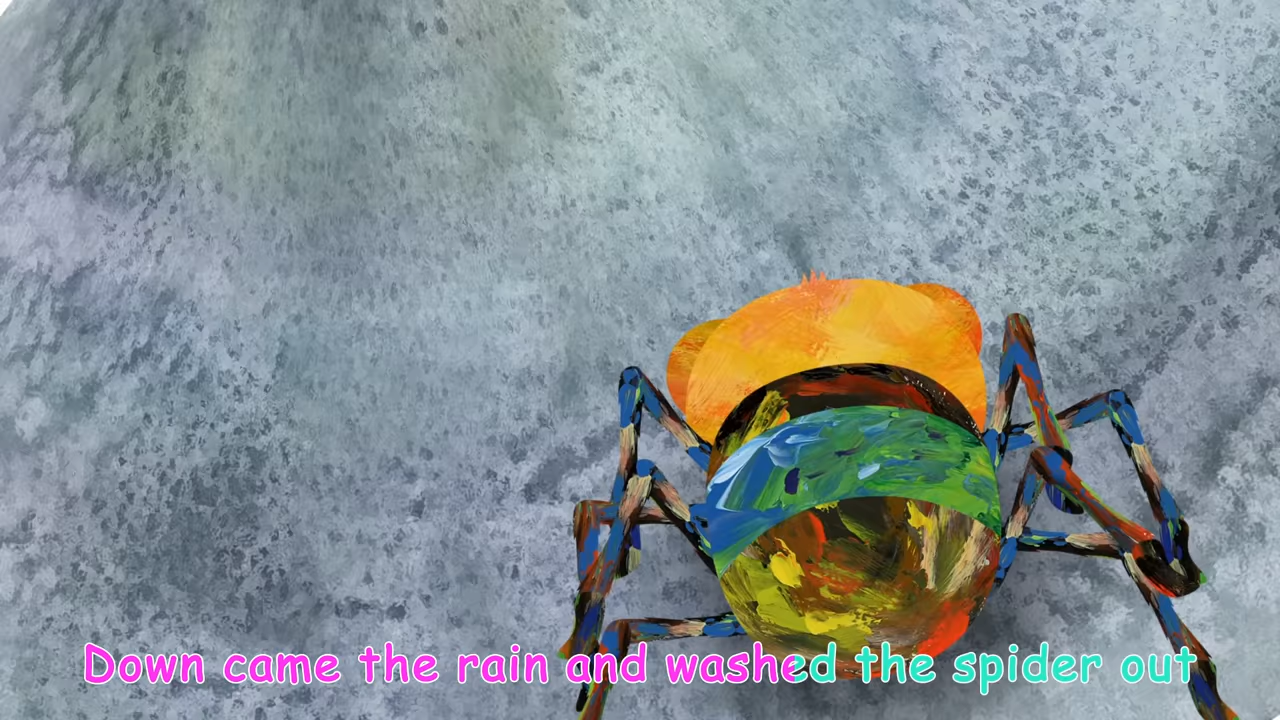 Down came the rain and washed the spider out